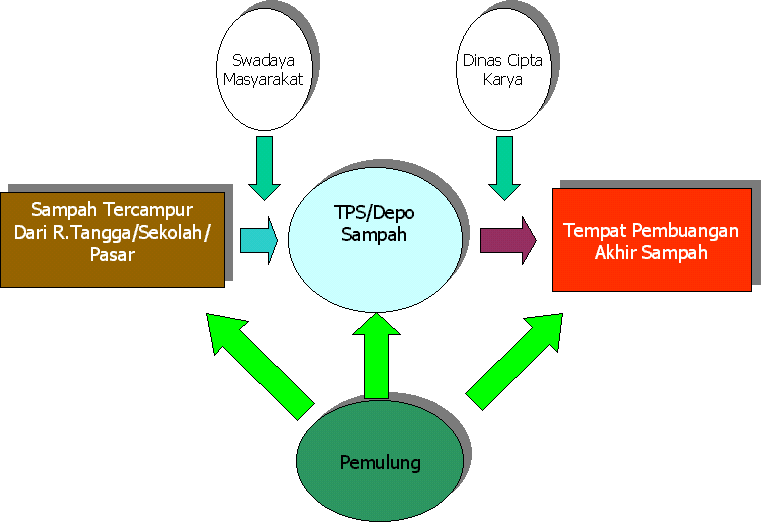 Swadaya
Masyarakat
Dinas Cipta
Karya
Sampah Tercampur
Dari R.Tangga/Sekolah/
Pasar
TPS/Depo
Sampah
Tempat Pembuangan
Akhir Sampah
Pemulung